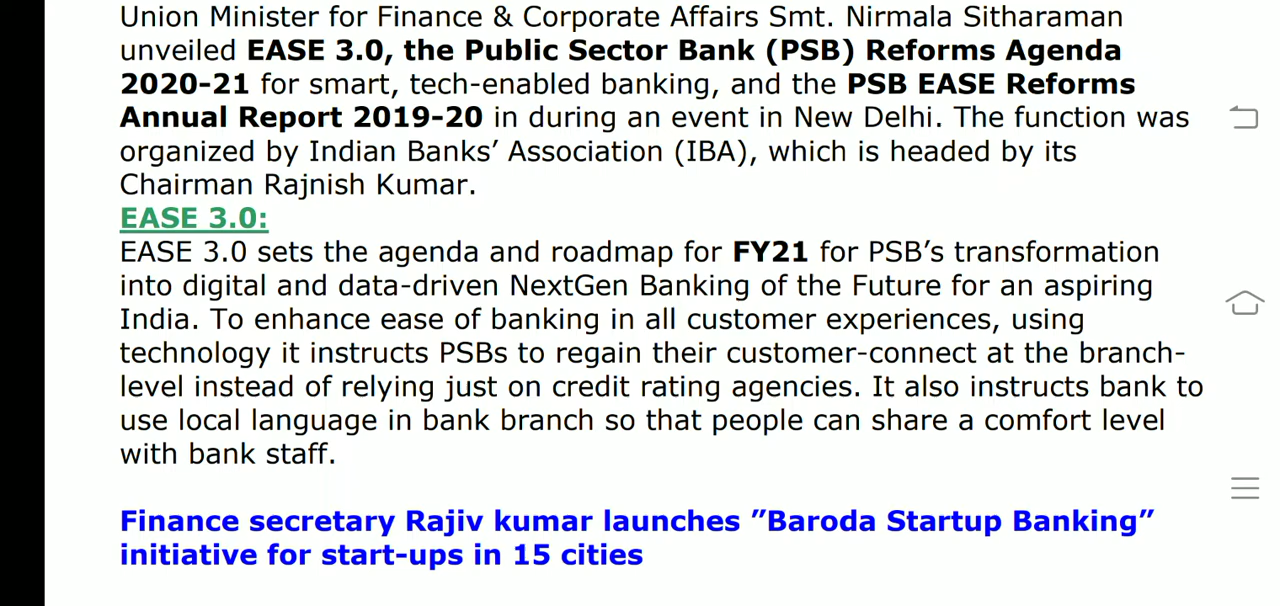 Union Minister for Finance & Corporate Affairs Smt. Nirmala Sitharaman
unveiled EASE 3.0, the Public Sector Bank (PSB) Reforms Agenda
2020-21 for smart, tech-enabled banking, and the PSB EASE Reforms
Annual Report 2019-20 in during an event in New Delhi. The function was
organized by Indian Banks’ Association (IBA), which is headed by its
Chairman Rajnish Kumar.
EASE 3.0:
EASE 3.0 sets the agenda and roadmap for FY21 for PSB’s transformation
into digital and data-driven NextGen Banking of the Future for an aspiring
India. To enhance ease of banking in all customer experiences, using
technology it instructs PSBs to regain their customer-connect at the branch-
level instead of relying just on credit rating agencies. It also instructs bank to
use local language in bank branch so that people can share a comfort level
with bank staff.
Finance secretary Rajiv kumar launches ”Baroda Startup Banking”
initiative for start-ups in 15 cities